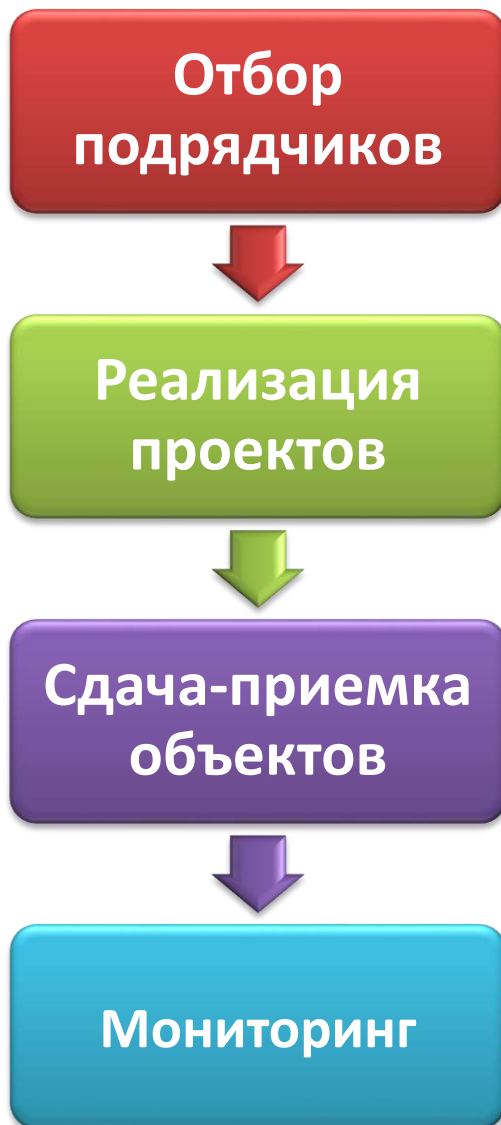 Отбор
подрядчиков
Реализация
проектов
Сдача-приемка
объектов
Мониторинг